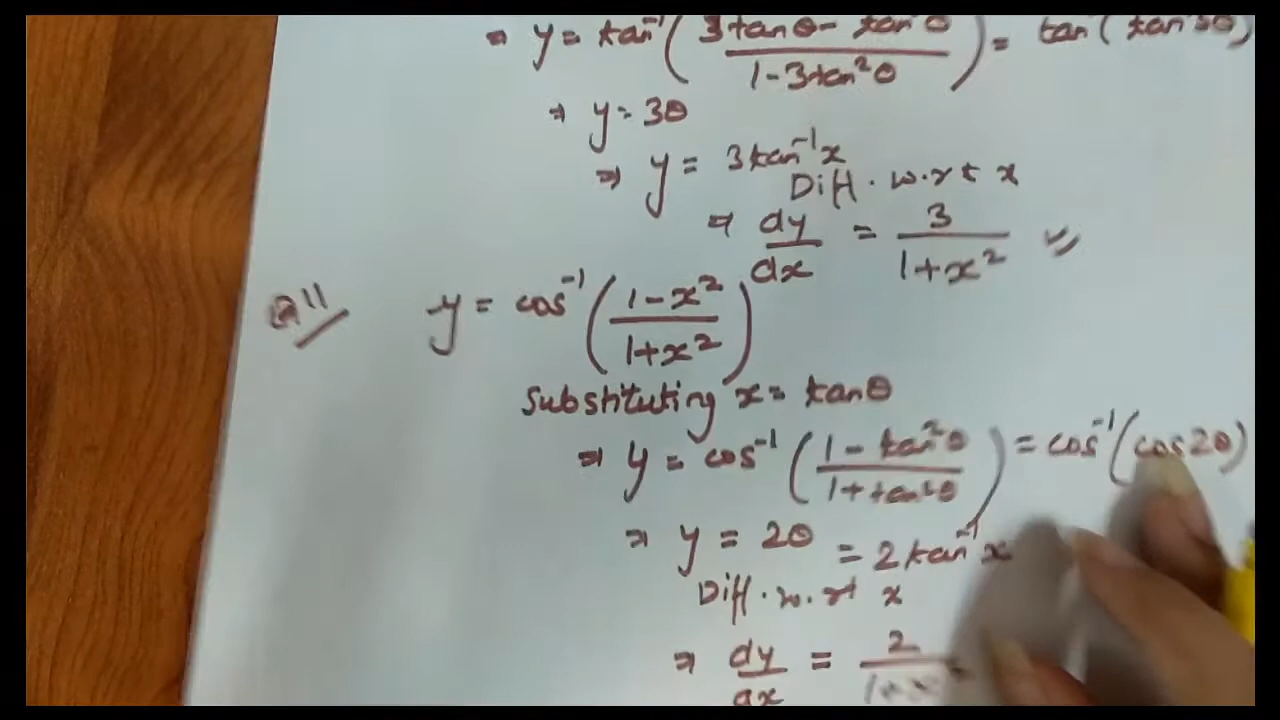 ⇒ y = tan⁻¹(3tanθ - tan³θ / 1-3tan²θ) = tan⁻¹(tan3θ)
⇒ y = 3θ
⇒ y = 3tan⁻¹x
Diff. w.r.t x
⇒ dy/dx = 3/1+x²
Q11 y = cos⁻¹(1-x²/1+x²)
Substituting x = tanθ
⇒ y = cos⁻¹(1-tan²θ/1+tan²θ) = cos⁻¹(cos2θ)
⇒ y = 2θ = 2tan⁻¹x
Diff. w.r.t x
⇒ dy/dx = 2/